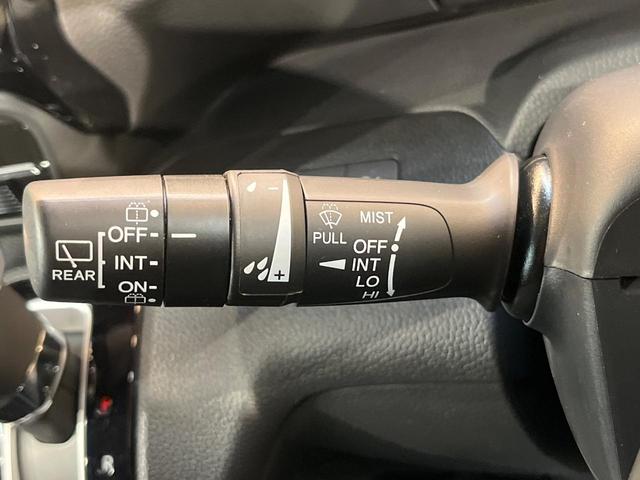 OFF
INT
ON
REAR
−
+
PULL
MIST
OFF
INT
LO
HI